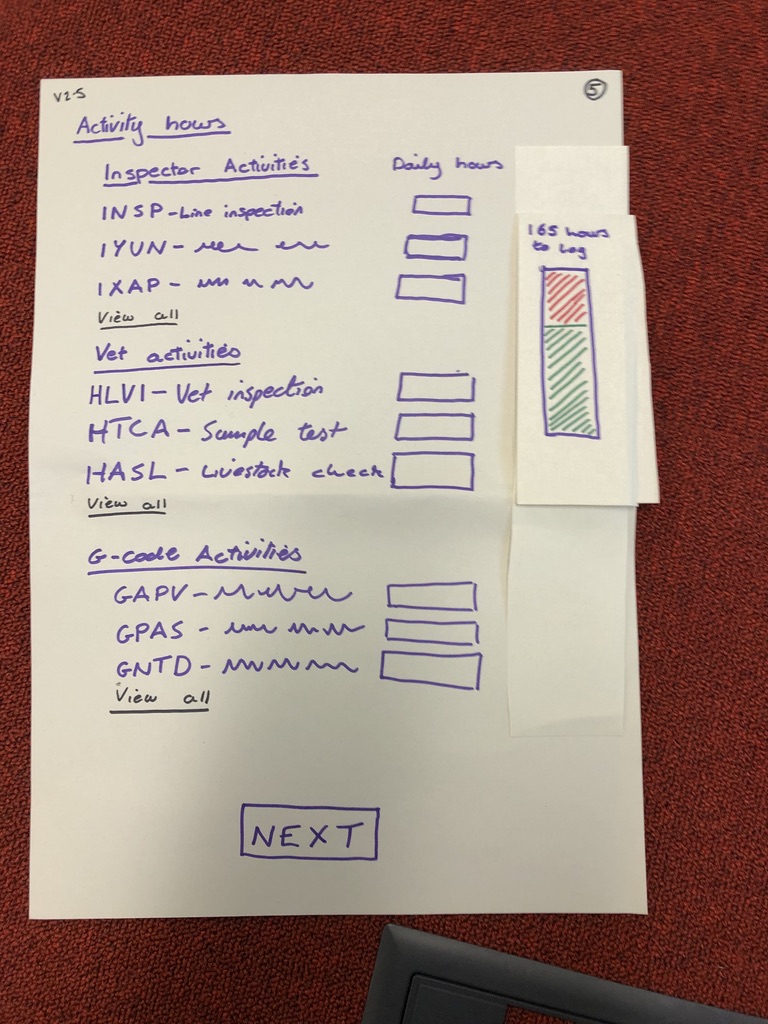 V2-5
5
Activity hours
Inspector Activities
Daily hours
INSP-Line inspection
IYUN-
IXAP-
View all
Vet activities
HLVI-Vet inspection
HTCA-Sample test
HASL-Livestock check
View all
G-code Activities
GAPV-
GPAS-
GNTD-
View all
165 hours
to Log
NEXT